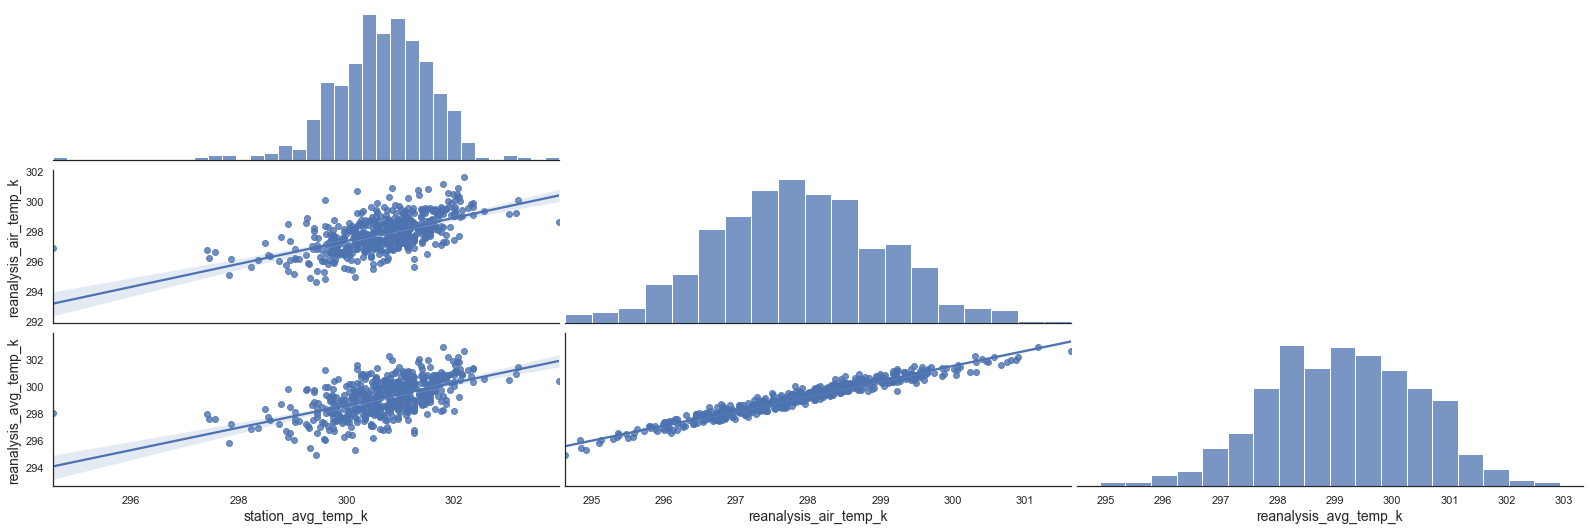 reanalysis_air_temp_k
302
300
298
296
294
292
reanalysis_avg_temp_k
302
300
298
296
294
296 298 300 302
295 296 297 298 299 300 301
295 296 297 298 299 300 301 302 303
station_avg_temp_k
reanalysis_air_temp_k
reanalysis_avg_temp_k